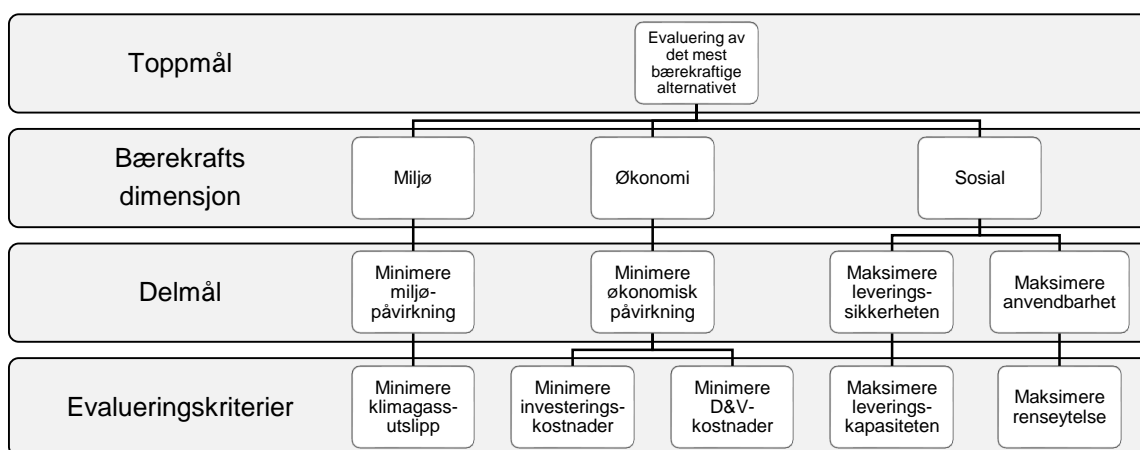 Toppmål
Evaluering av
det mest
bærekraftige
alternativet
Bærekrafts
dimensjon
Miljø
Økonomi
Sosial
Delmål
Minimere
miljø-
påvirkning
Minimere
økonomisk
påvirkning
Maksimere
leverings-
sikkerheten
Maksimere
anvendbarhet
Evalueringskriterier
Minimere
klimagass-
utslipp
Minimere
investerings-
kostnader
Minimere
D&V-
kostnader
Maksimere
leverings-
kapasiteten
Maksimere
renseytelse